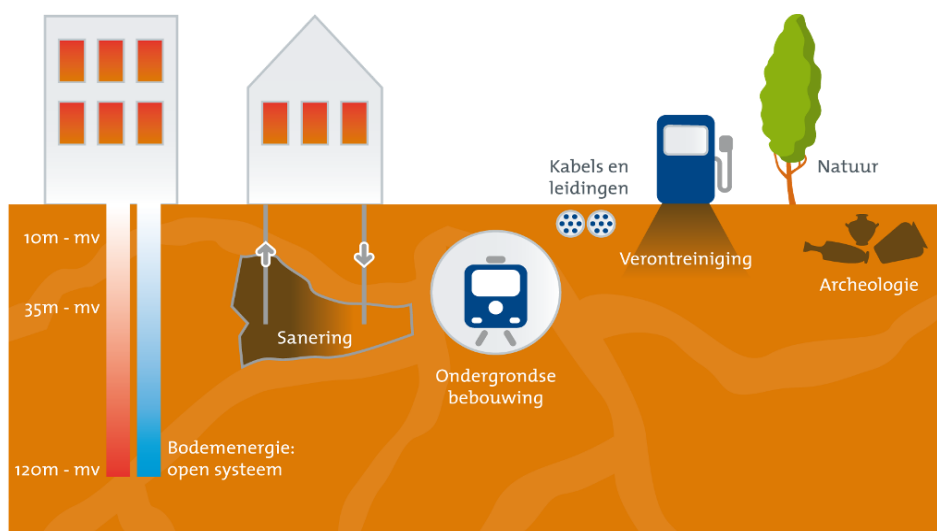 Kabels en
leidingen
Natuur
10m - mv
Verontreiniging
Archeologie
35m - mv
Sanering
Ondergrondse
bebouwing
Bodemenergie:
open systeem
120m - mv